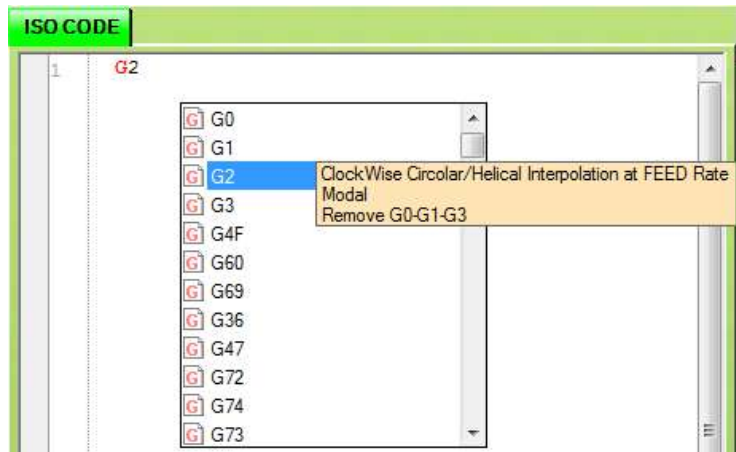 ISO CODE
1 G2
G0
G1
G2
ClockWise Circolar/Helical Interpolation at FEED Rate
Modal
Remove G0-G1-G3
G3
G4F
G60
G69
G36
G47
G72
G74
G73